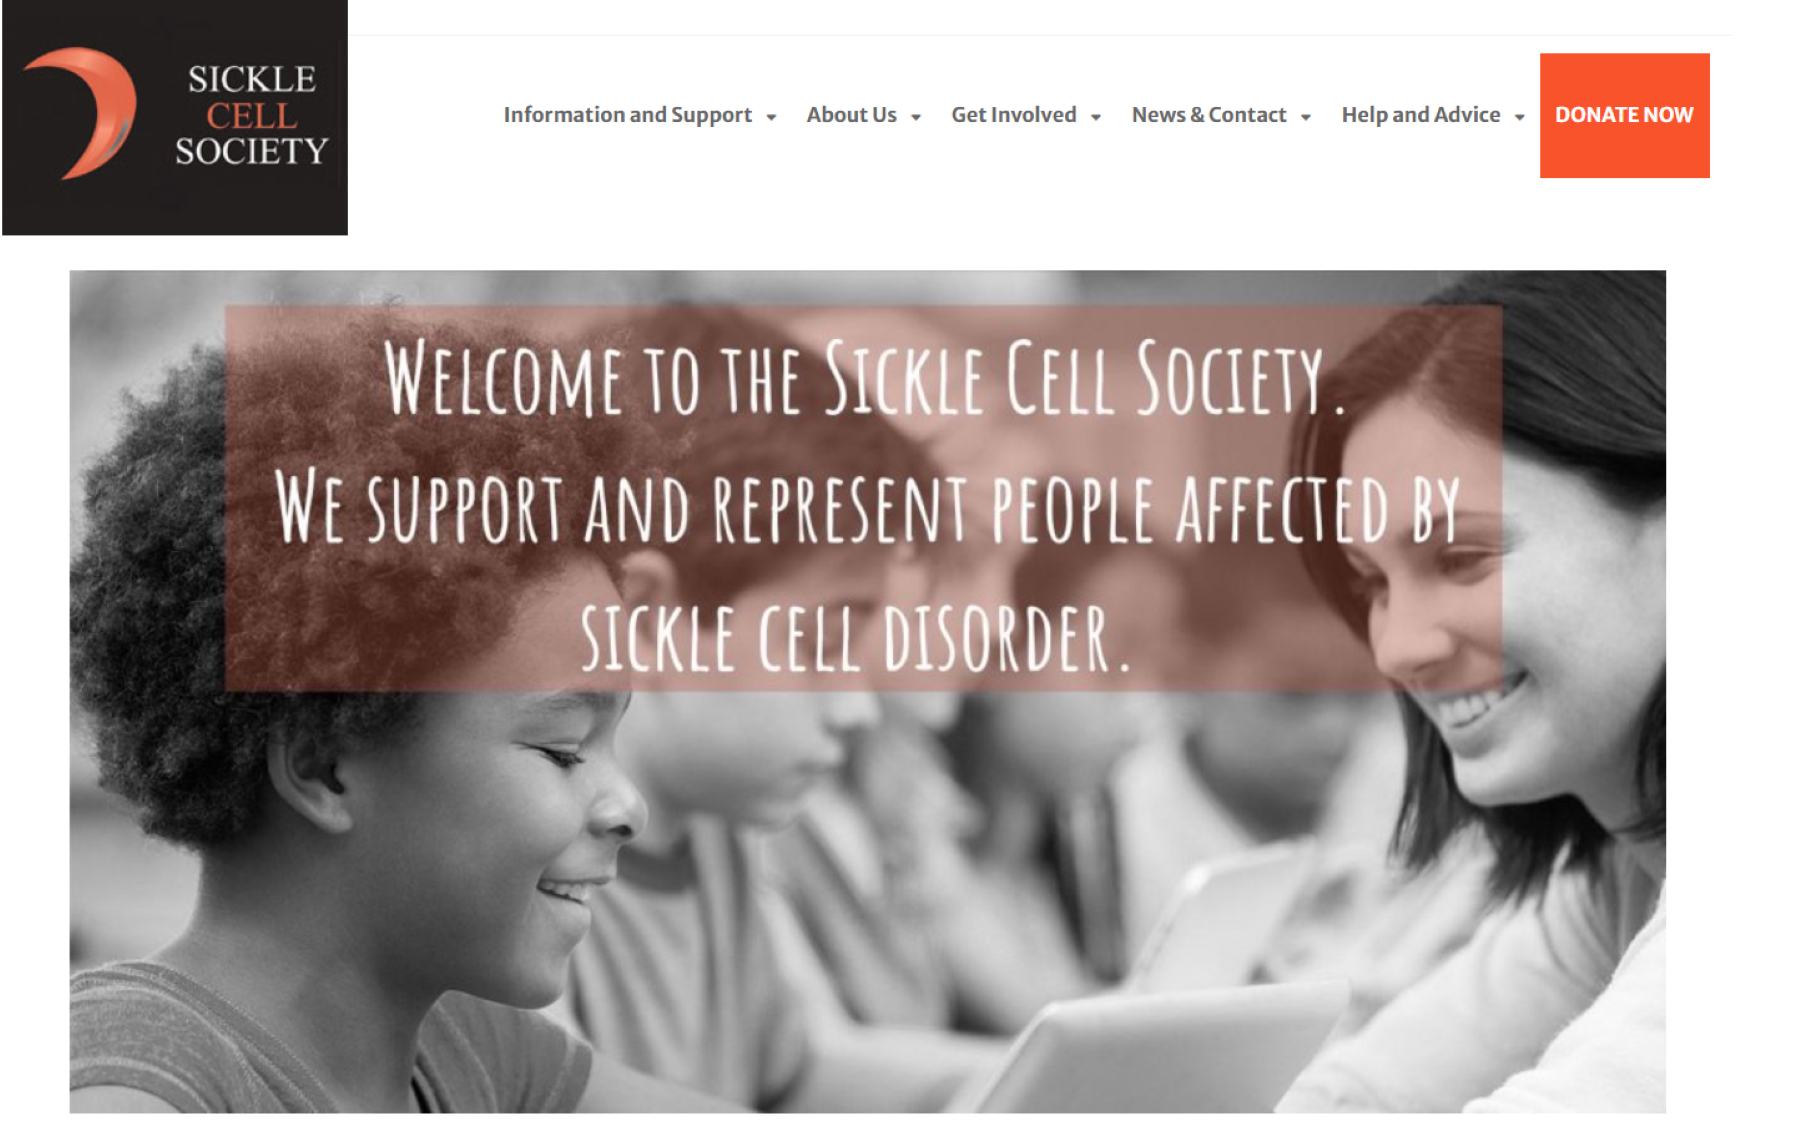 SICKLE
CELL
SOCIETY
Information and Support
About Us
Get Involved
News & Contact
Help and Advice
DONATE NOW
WELCOME TO THE SICKLE CELL SOCIETY.
WE SUPPORT AND REPRESENT PEOPLE AFFECTED BY
SICKLE CELL DISORDER.